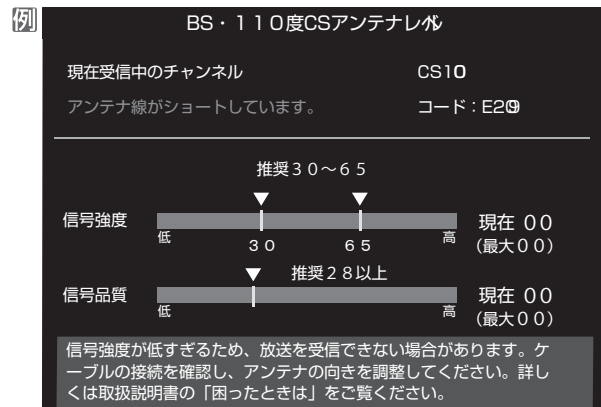 例
BS・110度CSアンテナレベル
現在受信中のチャンネル CS10
アンテナ線がショートしています。 コード:E209
推奨30～65
信号強度 低 30 65 高 現在 00
(最大00)
推奨28以上
信号品質 低 高 現在 00
(最大00)
信号強度が低すぎるため、放送を受信できない場合があります。ケ
ーブルの接続を確認し、アンテナの向きを調整してください。詳し
くは取扱説明書の「困ったときは」をご覧ください。